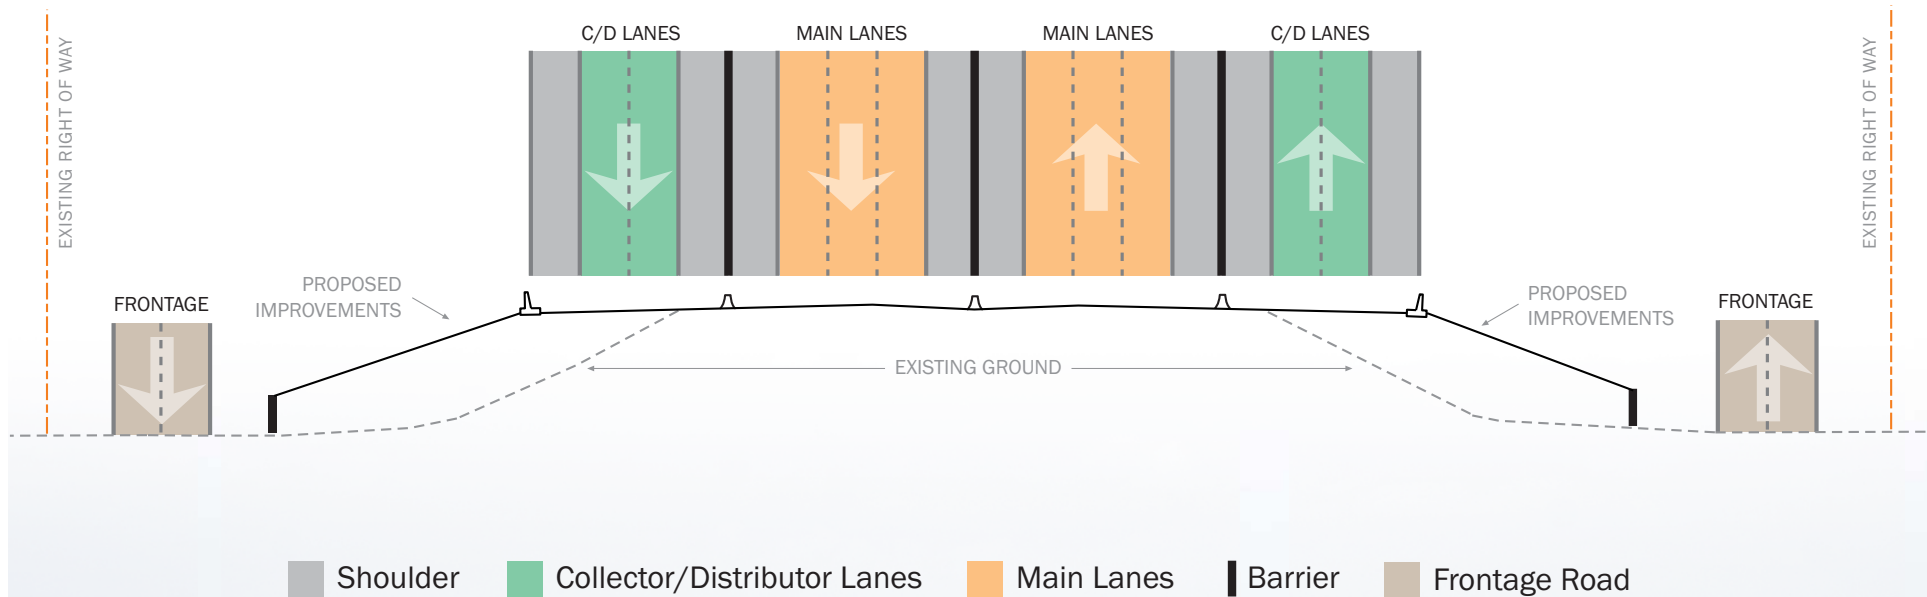 C/D LANES
MAIN LANES
MAIN LANES
C/D LANES
EXISTING RIGHT OF WAY
EXISTING RIGHT OF WAY
PROPOSED
IMPROVEMENTS
PROPOSED
IMPROVEMENTS
FRONTAGE
FRONTAGE
EXISTING GROUND
Shoulder
Collector/Distributor Lanes
Main Lanes
Barrier
Frontage Road